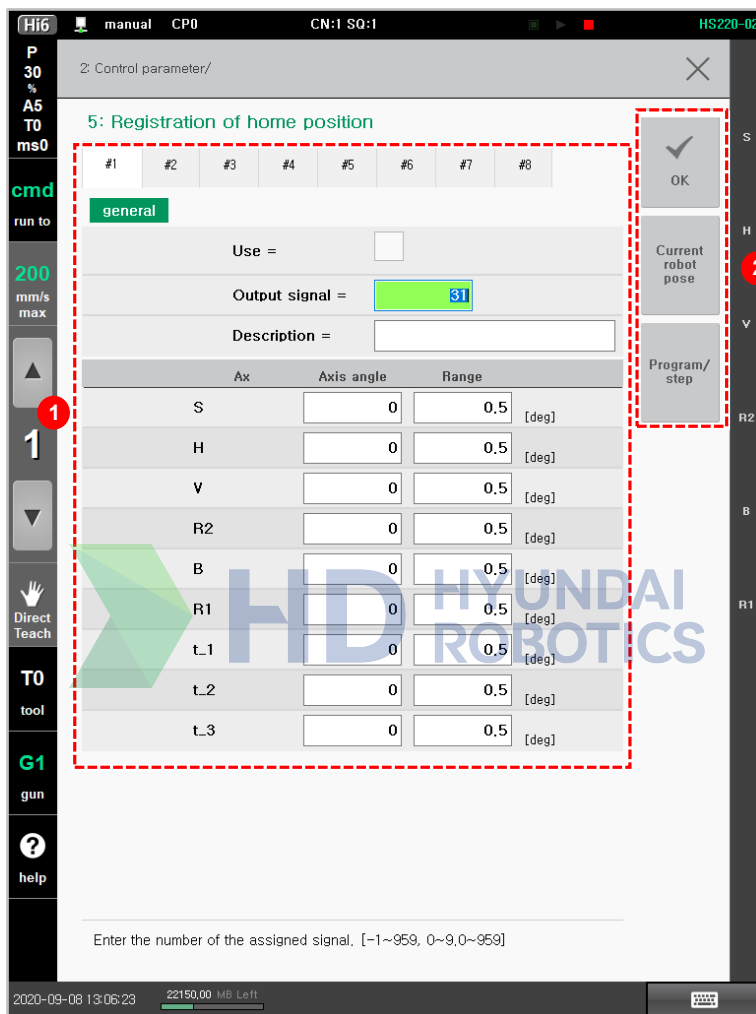 Hi6 manual CP0 CN:1 SQ:1 HS220-02
P
30
%
A5
T0
ms0
cmd
run to
200
mm/s
max
1
1
Direct
Teach
T0
tool
G1
gun
?
help
2: Control parameter/
5: Registration of home position
#1 #2 #3 #4 #5 #6 #7 #8
general
Use =
Output signal = 31
Description =
Ax Axis angle Range
S 0 0.5 [deg]
H 0 0.5 [deg]
V 0 0.5 [deg]
R2 0 0.5 [deg]
B 0 0.5 [deg]
R1 0 0.5 [deg]
t_1 0 0.5 [deg]
t_2 0 0.5 [deg]
t_3 0 0.5 [deg]
HD HYUNDAI
ROBOTICS
Enter the number of the assigned signal, [-1~959, 0~9.0~959]
OK
Current
robot
pose
Program/
step
2
S
H
V
R2
B
R1
2020-09-08 13:06:23 22150,00 MB Left